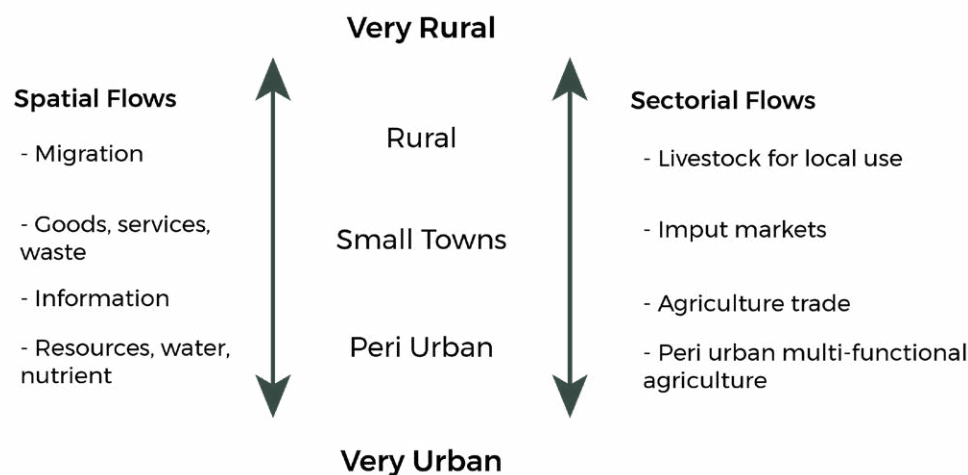 Very Rural
Spatial Flows
- Migration
- Goods, services,
waste
- Information
- Resources, water,
nutrient
Rural
Small Towns
Peri Urban
Sectorial Flows
- Livestock for local use
- Imput markets
- Agriculture trade
- Peri urban multi-functional
agriculture
Very Urban